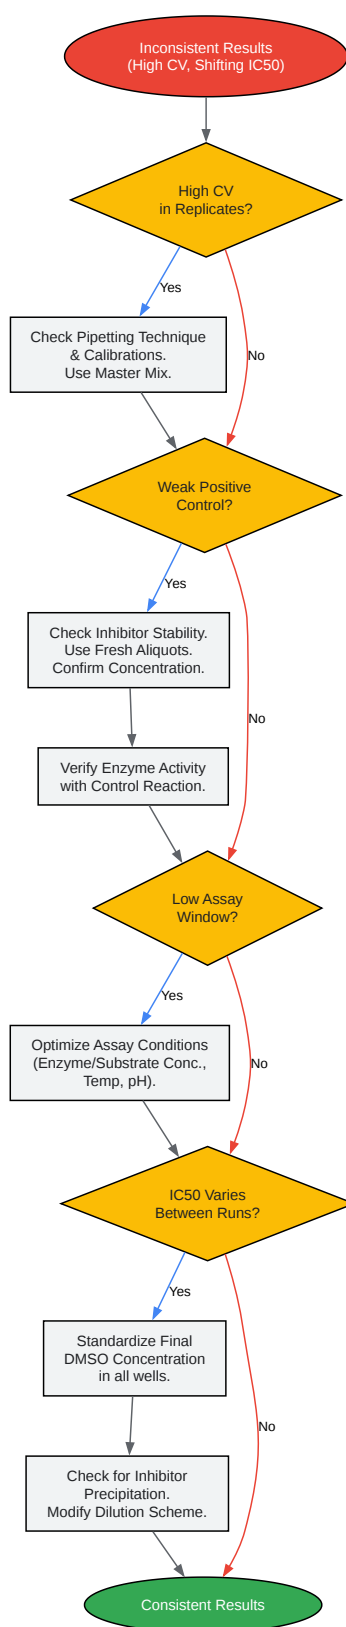 Inconsistent Results
(High CV, Shifting IC50)
High CV
in Replicates?
Yes
No
Check Pipetting Technique
& Calibrations.
Use Master Mix.
Weak Positive
Control?
Yes
No
Check Inhibitor Stability.
Use Fresh Aliquots.
Confirm Concentration.
Verify Enzyme Activity
with Control Reaction.
Low Assay
Window?
Yes
No
Optimize Assay Conditions
(Enzyme/Substrate Conc.,
Temp, pH).
IC50 Varies
Between Runs?
Yes
No
Standardize Final
DMSO Concentration
in all wells.
Check for Inhibitor
Precipitation.
Modify Dilution Scheme.
Consistent Results